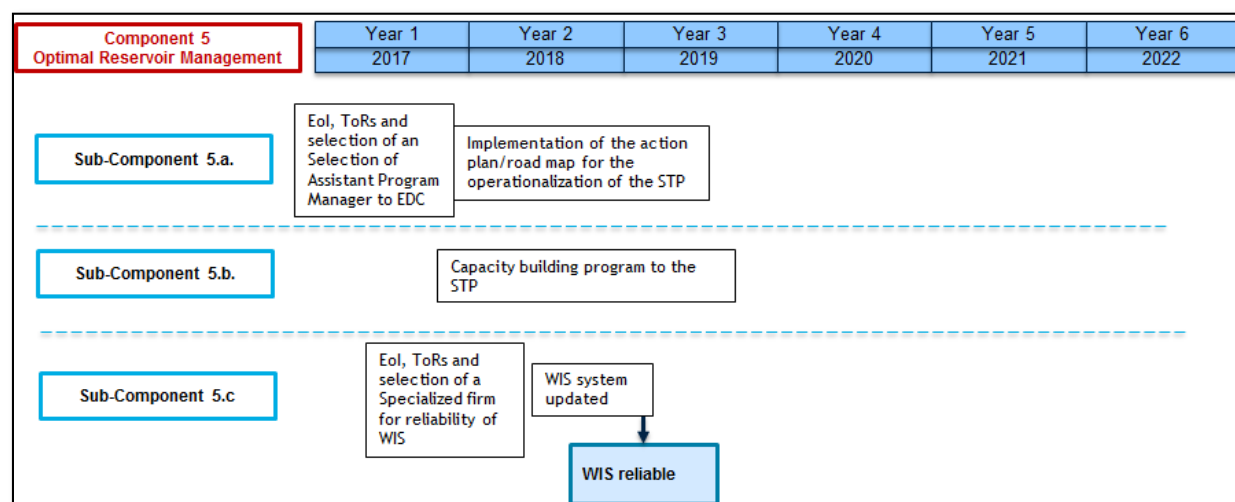 Component 5
Optimal Reservoir Management
Year 1 Year 2 Year 3 Year 4 Year 5 Year 6
2017 2018 2019 2020 2021 2022
Sub-Component 5.a.
EoI, ToRs and
selection of an
Selection of
Assistant Program
Manager to EDC
Implementation of the action
plan/road map for the
operationalization of the STP
Sub-Component 5.b.
Capacity building program to the
STP
Sub-Component 5.c
EoI, ToRs and
selection of a
Specialized firm
for reliability of
WIS
WIS system
updated
WIS reliable